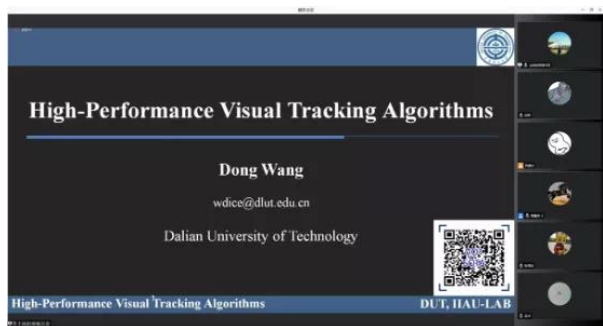 High-Performance Visual Tracking Algorithms
Dong Wang
wdice@dlut.edu.cn
Dalian University of Technology
High-Performance Visual Tracking Algorithms
DUT, IIAU-LAB